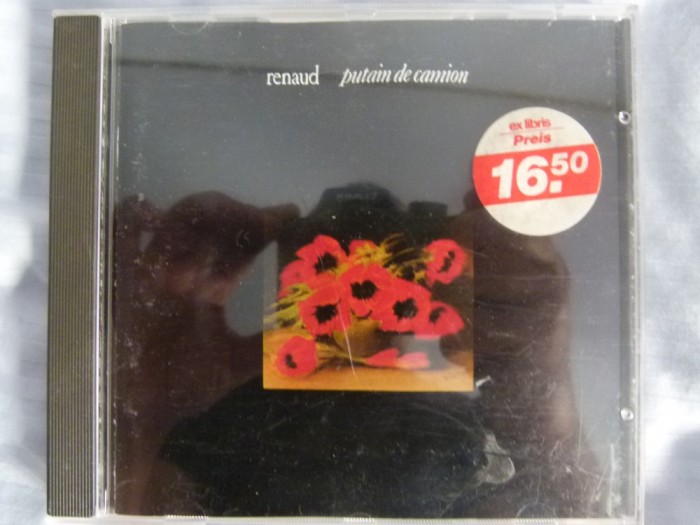 renaud putain de camion
ex libris
Preis
16.50